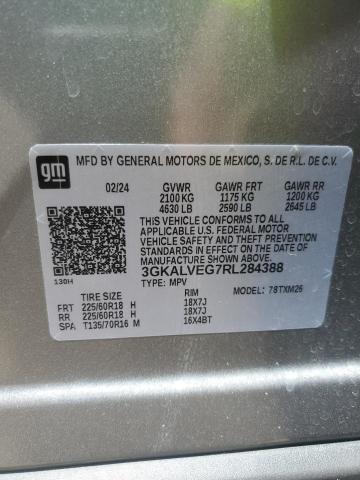 gm
MFD BY GENERAL MOTORS DE MEXICO, S. DE R.L. DE C.V.
02/24 GVWR GAWR FRT GAWR RR
2100 KG 1175 KG 1200 KG
4630 LB 2590 LB 2645 LB
THIS VEHICLE CONFORMS TO ALL APPLICABLE U.S. FEDERAL MOTOR VEHICLE SAFETY, BUMPER, AND THEFT PREVENTION
STANDARDS IN EFFECT ON THE DATE OF MANUFACTURE SHOWN ABOVE.
3GKALVEG7RL284388
130H TYPE: MPV MODEL: 78TXM26
TIRE SIZE RIM
FRT 225/60R18 H 18X7J
RR 225/60R18 H 18X7J
SPA T135/70R16 M 16X4BT